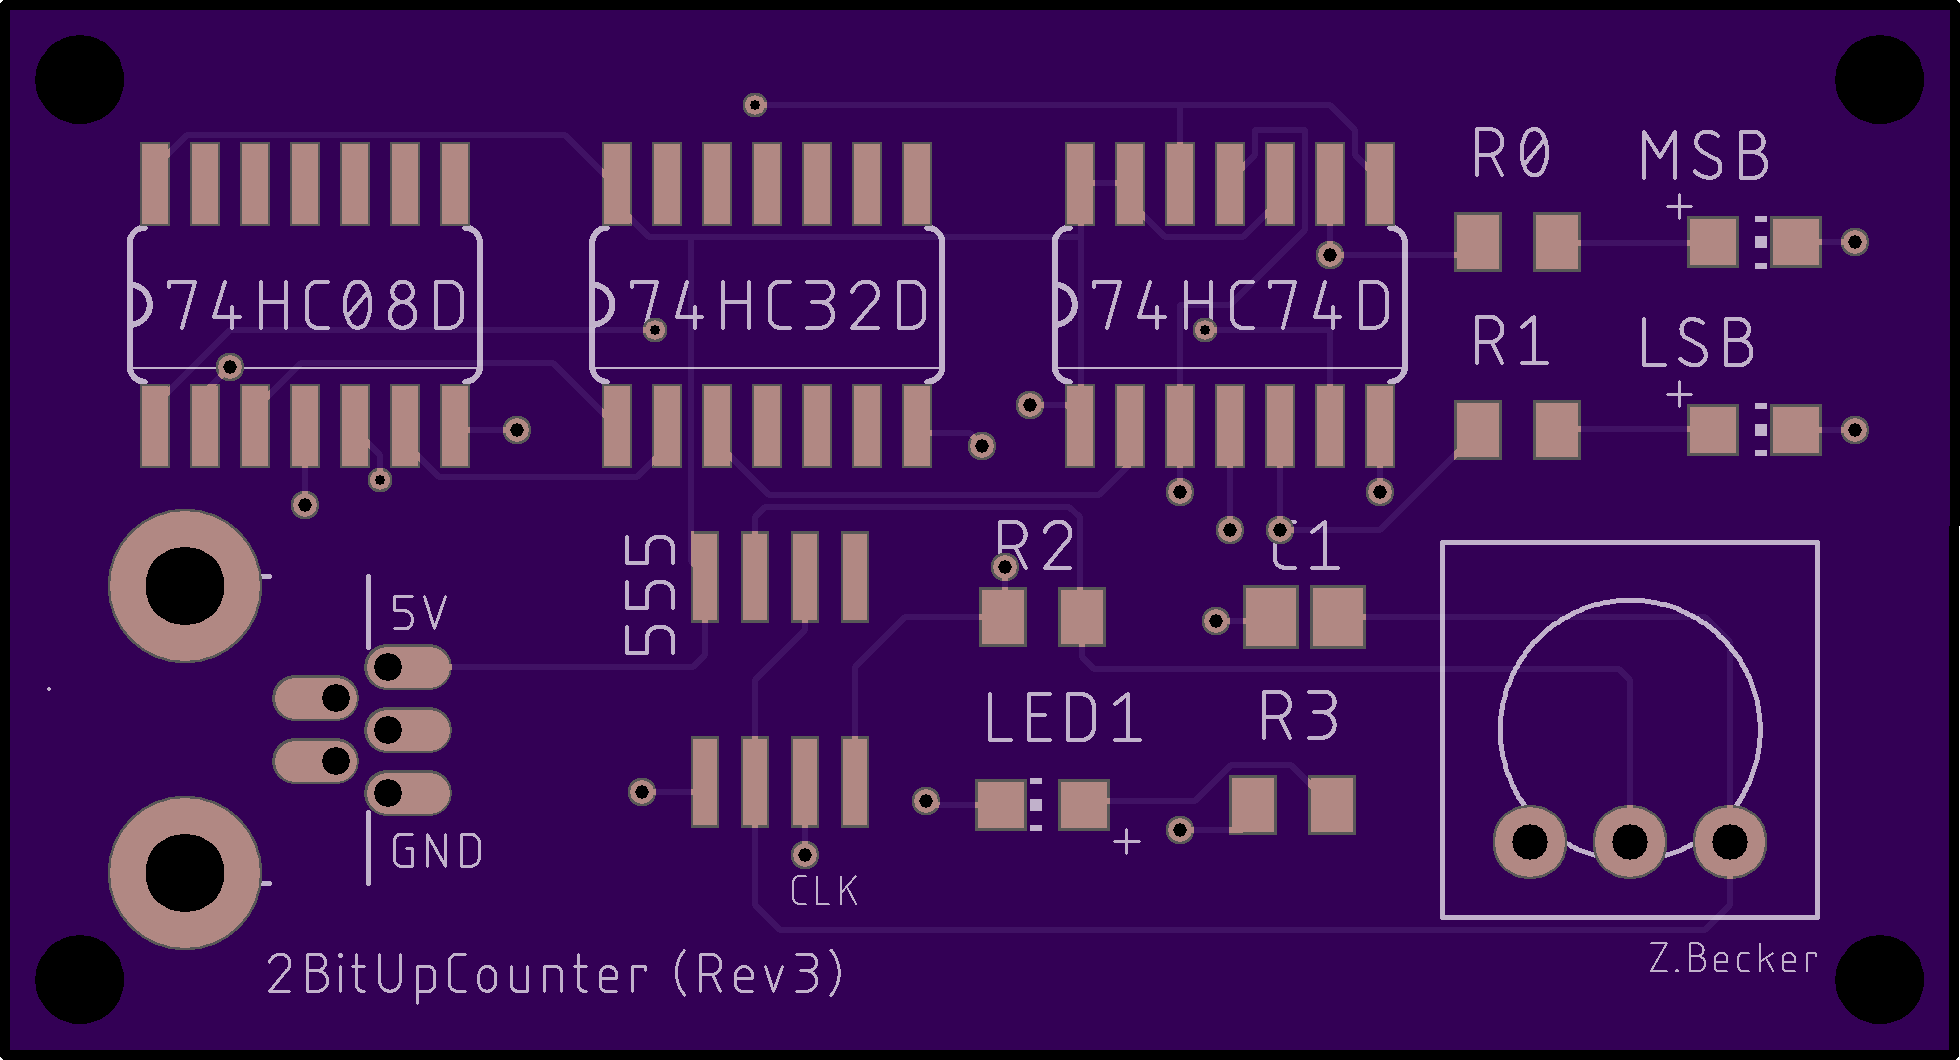 R0 MSB
+
74HC08D 74HC32D 74HC74D
R1 LSB
+
555
R2 C1
5V
LED1 R3
+
GND
CLK
2BitUpCounter (Rev3)
Z.Becker